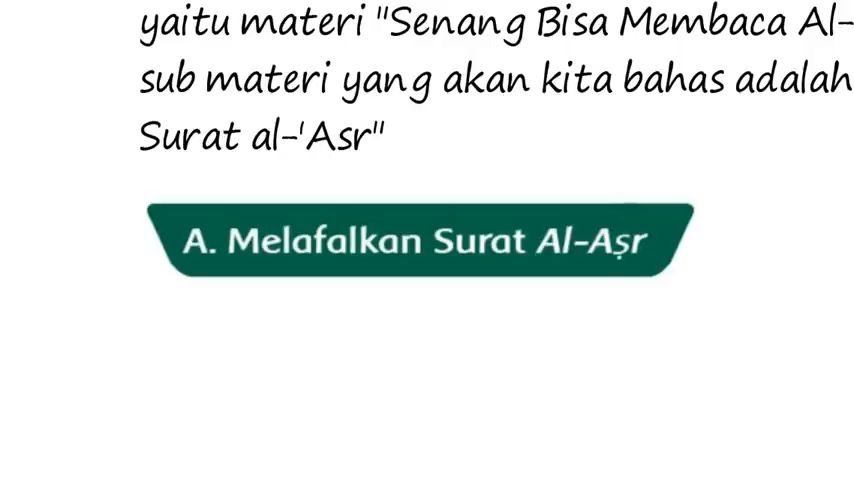 yaitu materi "Senang Bisa Membaca Al-
sub materi yang akan kita bahas adalah
Surat al-'Asr"
A. Melafalkan Surat Al-Aṣr